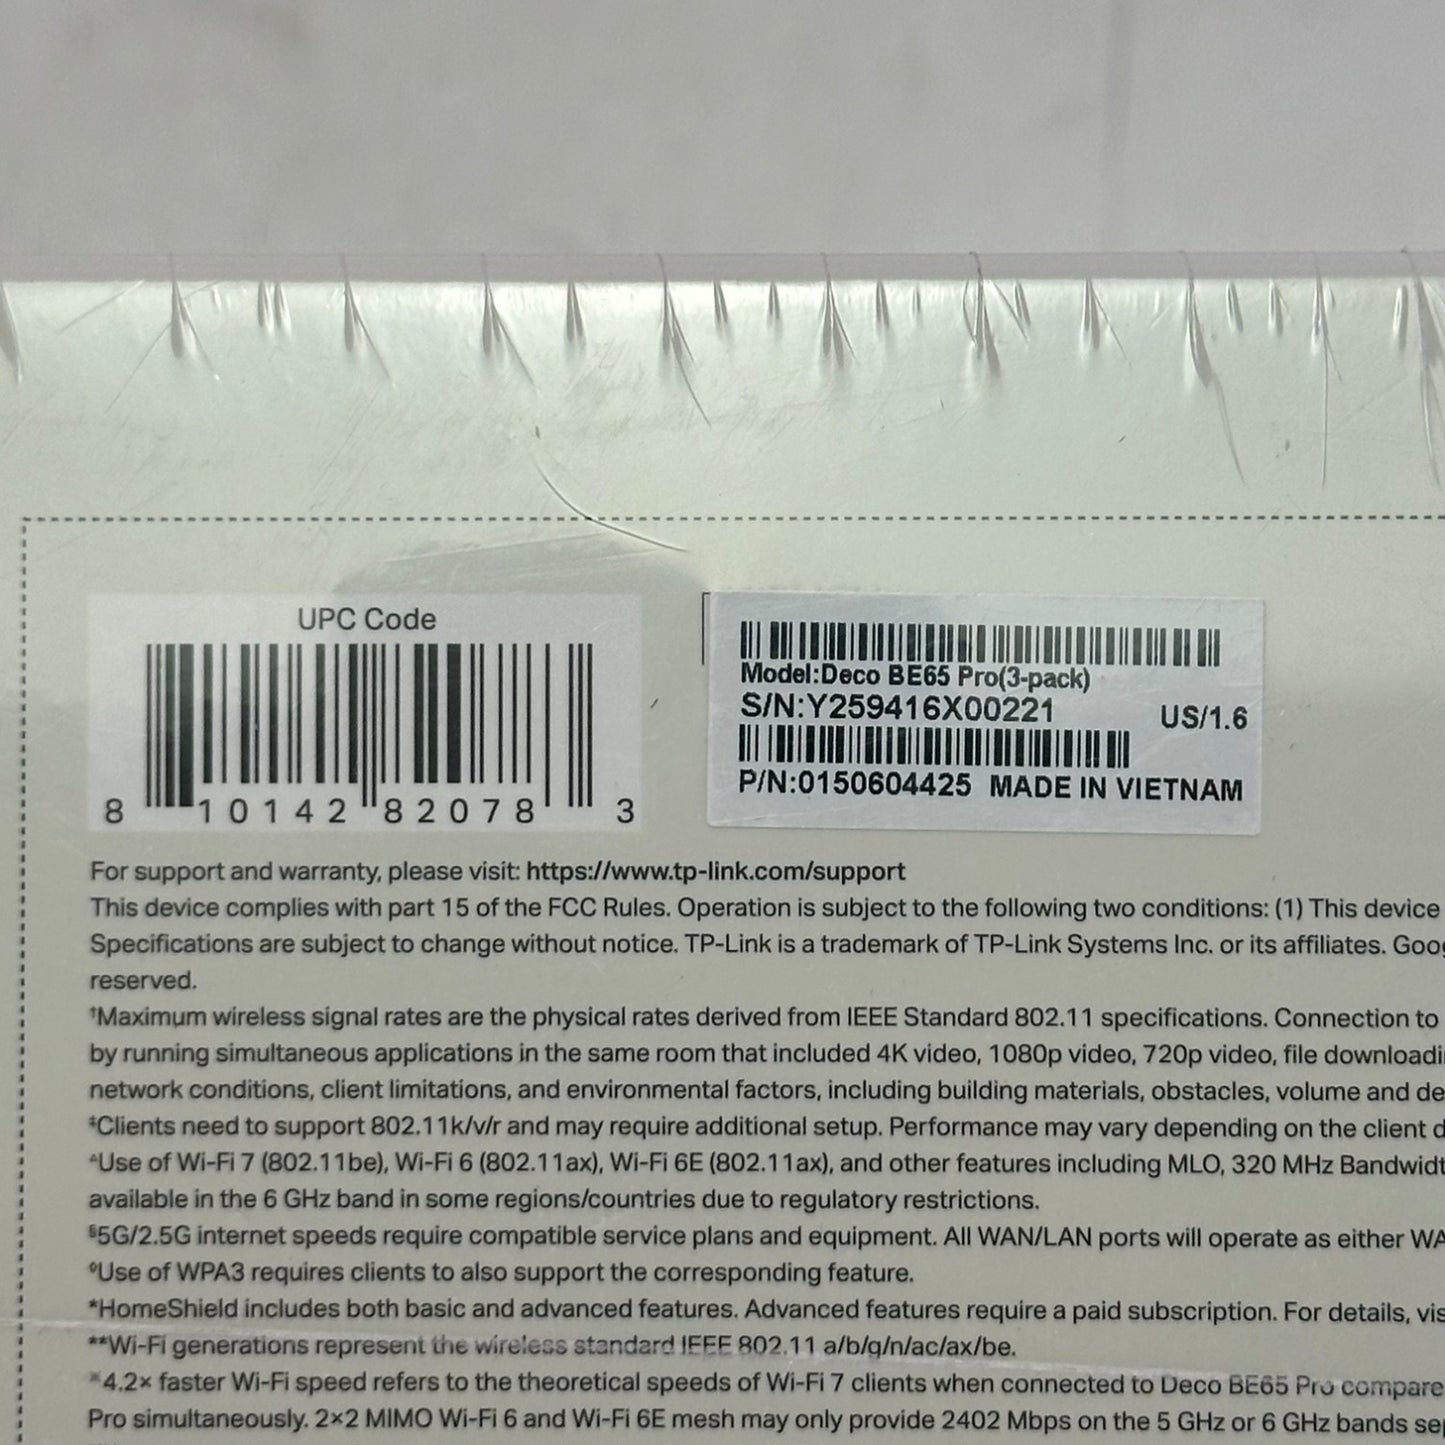 UPC Code
8 10142 82078 3
Model:Deco BE65 Pro(3-pack)
S/N:Y259416X00221 US/1.6
P/N:0150604425 MADE IN VIETNAM
For support and warranty, please visit: https://www.tp-link.com/support
This device complies with part 15 of the FCC Rules. Operation is subject to the following two conditions: (1) This device
Specifications are subject to change without notice. TP-Link is a trademark of TP-Link Systems Inc. or its affiliates.
reserved.
†Maximum wireless signal rates are the physical rates derived from IEEE Standard 802.11 specifications. Connection to
by running simultaneous applications in the same room that included 4K video, 1080p video, 720p video, file
network conditions, client limitations, and environmental factors, including building materials, obstacles, volume and
‡Clients need to support 802.11k/v/r and may require additional setup. Performance may vary depending on the client
△Use of Wi-Fi 7 (802.11be), Wi-Fi 6 (802.11ax), Wi-Fi 6E (802.11ax), and other features including MLO, 320 MHz
available in the 6 GHz band in some regions/countries due to regulatory restrictions.
§5G/2.5G internet speeds require compatible service plans and equipment. All WAN/LAN ports will operate as either
◊Use of WPA3 requires clients to also support the corresponding feature.
*HomeShield includes both basic and advanced features. Advanced features require a paid subscription. For details,
**Wi-Fi generations represent the wireless standard IEEE 802.11 a/b/g/n/ac/ax/be.
※4.2× faster Wi-Fi speed refers to the theoretical speeds of Wi-Fi 7 clients when connected to Deco BE65 Pro
Pro simultaneously. 2×2 MIMO Wi-Fi 6 and Wi-Fi 6E mesh may only provide 2402 Mbps on the 5 GHz or 6 GHz bands